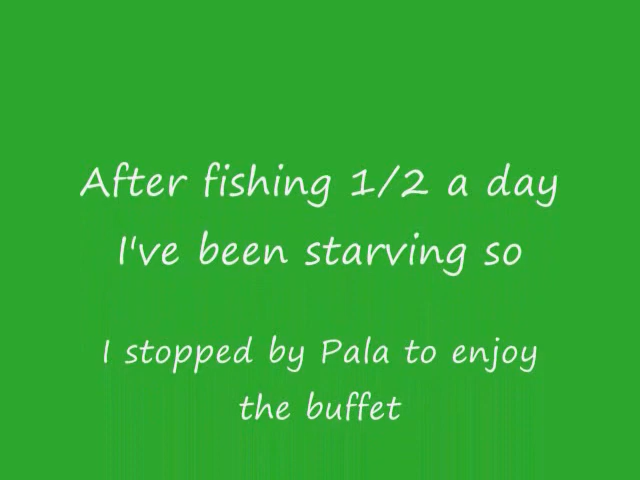 After fishing 1/2 a day
I've been starving so
I stopped by Pala to enjoy
the buffet